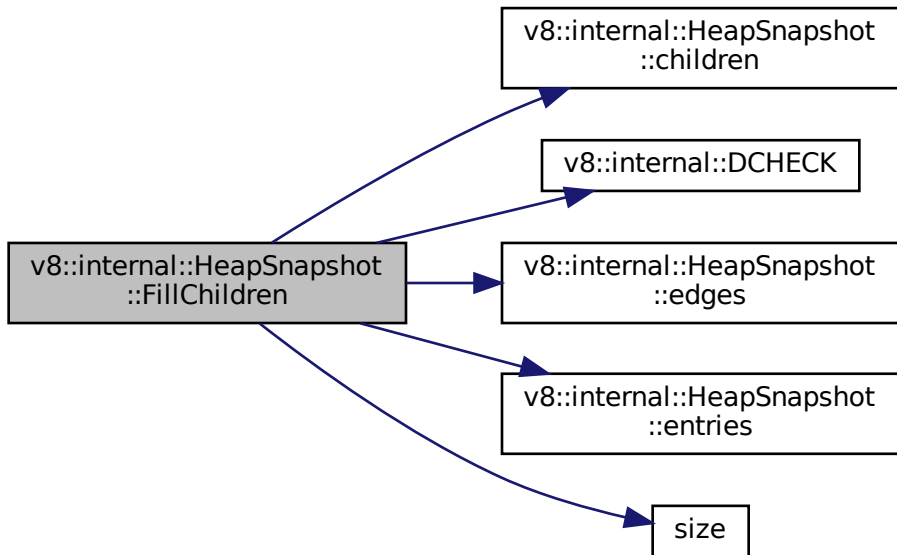 v8::internal::HeapSnapshot
::children
v8::internal::DCHECK
v8::internal::HeapSnapshot
::FillChildren
v8::internal::HeapSnapshot
::edges
v8::internal::HeapSnapshot
::entries
size